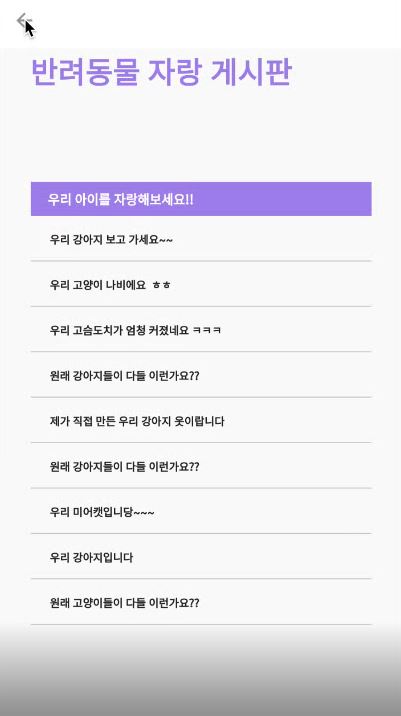 반려동물 자랑 게시판
우리 아이를 자랑해보세요!!
우리 강아지 보고 가세요~~
우리 고양이 나비에요 ㅎㅎ
우리 고슴도치가 엄청 커졌네요 ㅋㅋㅋ
원래 강아지들이 다들 이런가요??
제가 직접 만든 우리 강아지 옷이랍니다
원래 강아지들이 다들 이런가요??
우리 미어캣입니당~~~
우리 강아지입니다
원래 고양이들이 다들 이런가요??